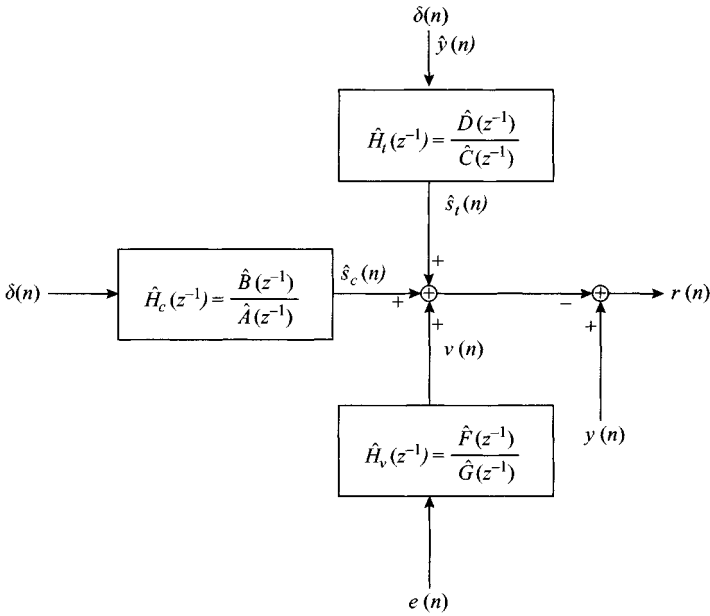 δ(n)
ŷ(n)
Ĥ_t(z⁻¹) = D̂(z⁻¹) / Ĉ(z⁻¹)
ŝ_t(n)
+
δ(n)
Ĥ_c(z⁻¹) = B̂(z⁻¹) / Â(z⁻¹)
ŝ_c(n)
+
+
−
+
r(n)
+
+
v(n)
y(n)
Ĥ_v(z⁻¹) = F̂(z⁻¹) / Ĝ(z⁻¹)
e(n)